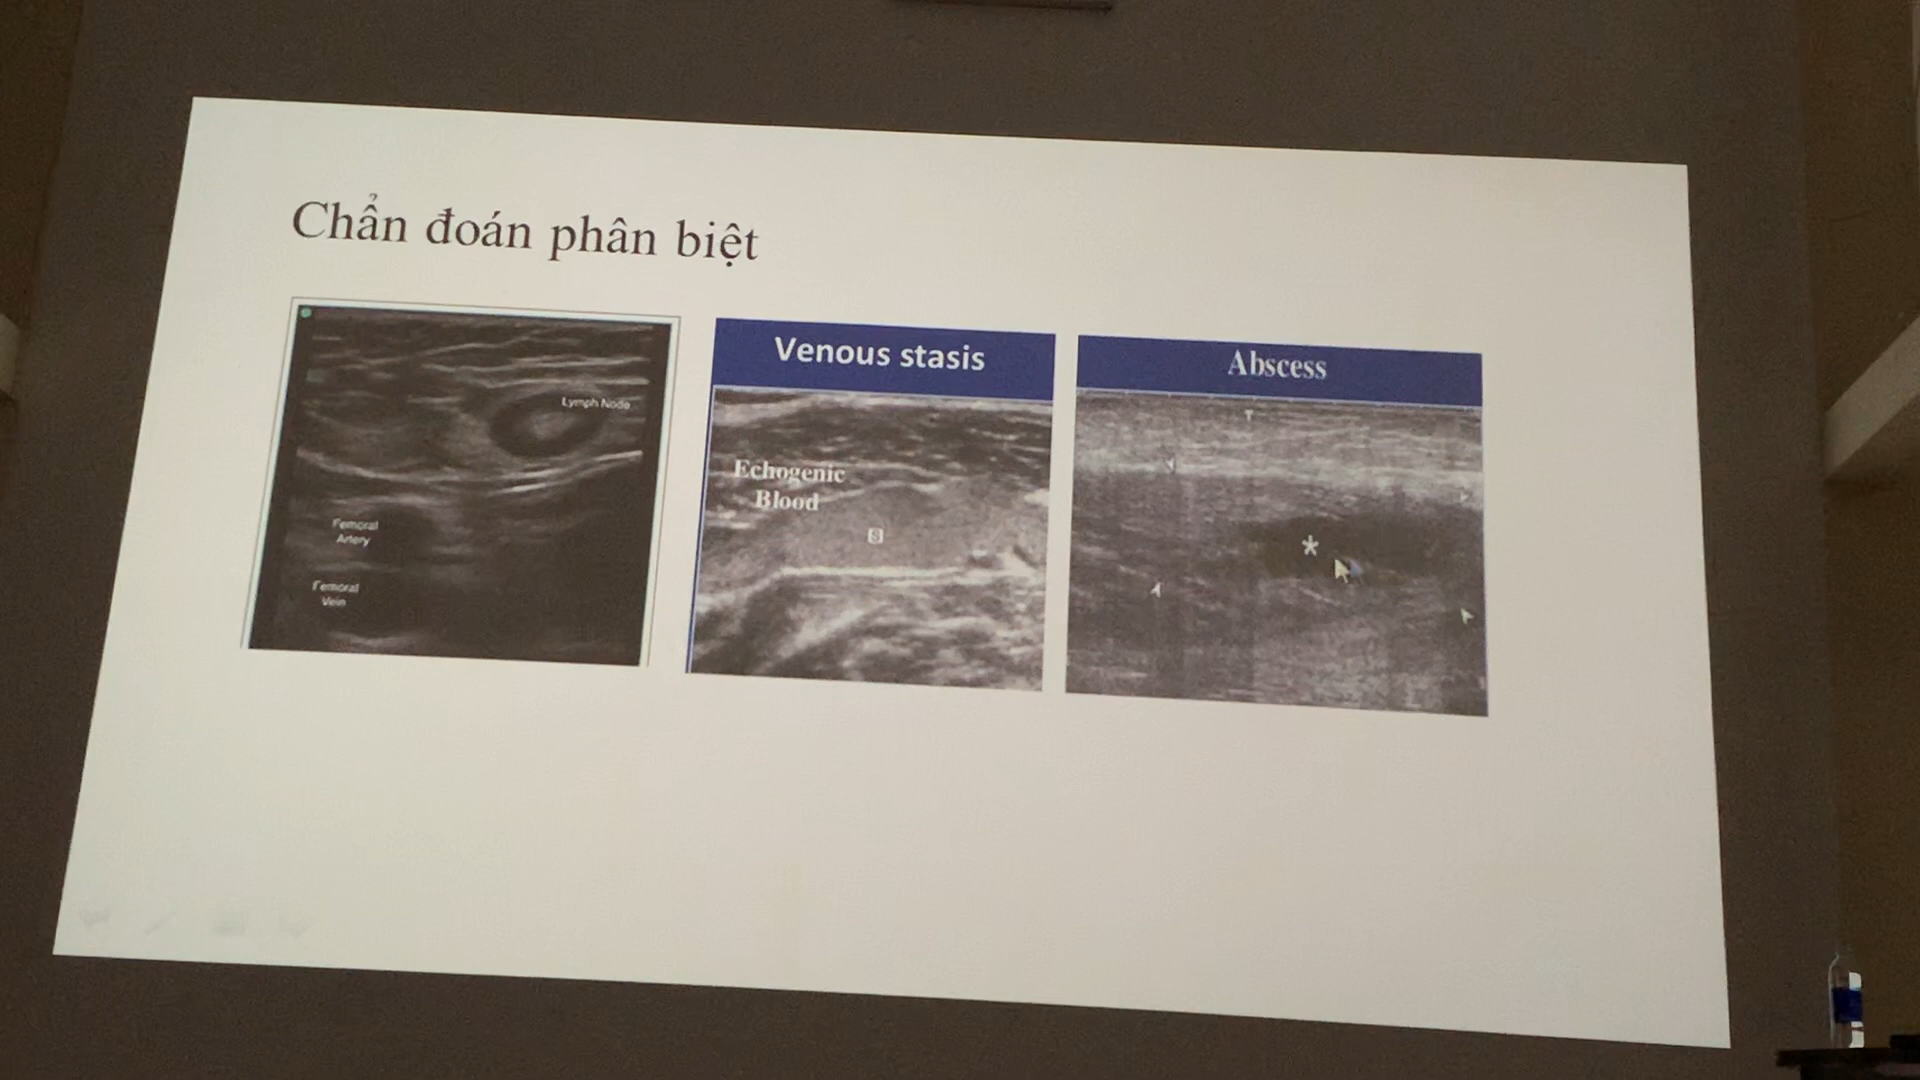 Chẩn đoán phân biệt
Lymph Node
Femoral
Artery
Femoral
Vein
Venous stasis
Echogenic
Blood
S
Abscess
*